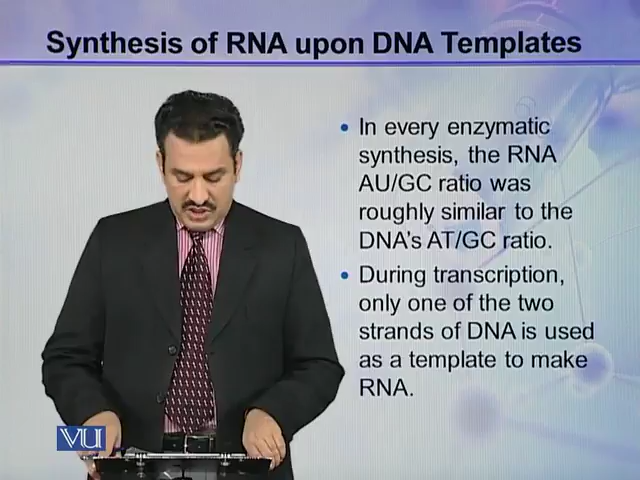 Synthesis of RNA upon DNA Templates
• In every enzymatic
synthesis, the RNA
AU/GC ratio was
roughly similar to the
DNA's AT/GC ratio.
• During transcription,
only one of the two
strands of DNA is used
as a template to make
RNA.
VU